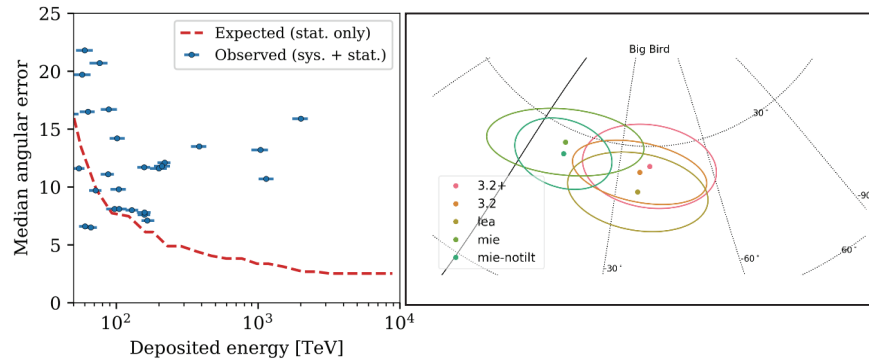 25
20
15
10
5
0
Median angular error
Expected (stat. only)
Observed (sys. + stat.)
10²
10³
10⁴
Deposited energy [TeV]
Big Bird
30°
-90
60°
-60°
-30°
3.2+
3.2
lea
mie
mie-notilt